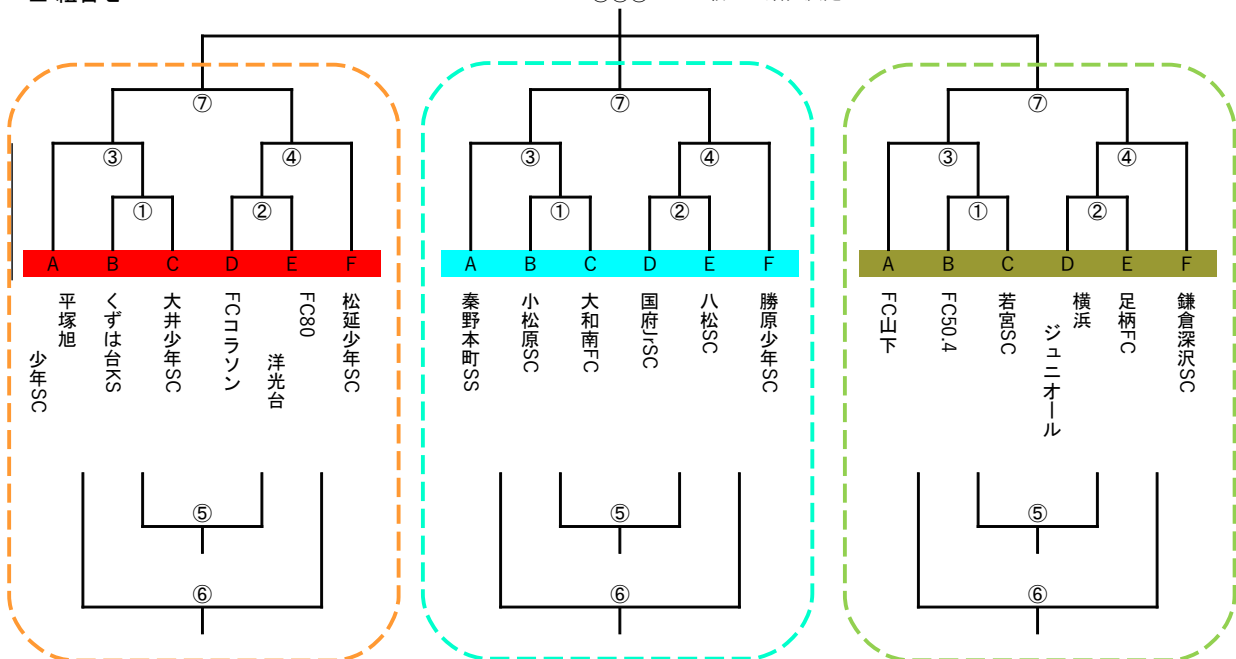 ⑦
⑦
⑦
③
④
③
④
③
④
①
②
①
②
①
②
A B C D E F
A B C D E F
A B C D E F
平塚旭
少年SC
くずは台KS
大井少年SC
FCコラソン
FC80
洋光台
松延少年SC
秦野本町SS
小松原SC
大和南FC
国府JrSC
八松SC
勝原少年SC
FC山下
FC50.4
若宮SC
横浜
ジュニオール
足柄FC
鎌倉深沢SC
⑤
⑤
⑤
⑥
⑥
⑥